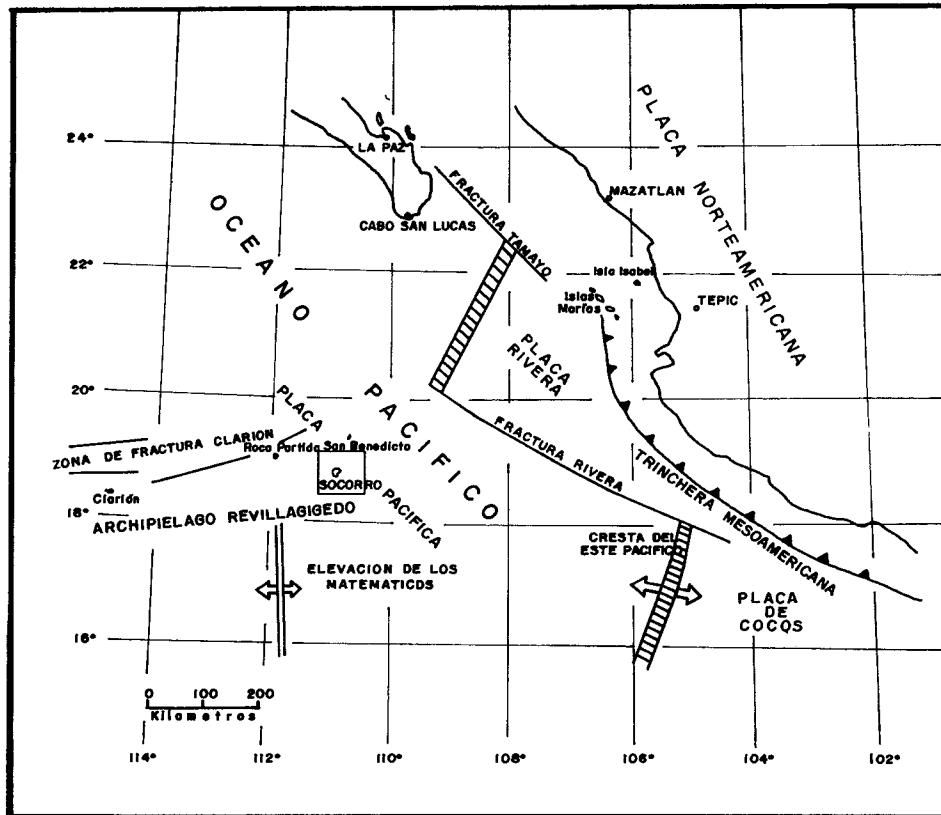 PLACA NORTEAMERICANA
24°
LA PAZ
CABO SAN LUCAS
FRACTURA TAMAYO
MAZATLAN
OCEANO PACIFICO
22°
Isla Isabel
Islas
Marías
TEPIC
PLACA
RIVERA
20°
PLACA PACIFICA
ZONA DE FRACTURA CLARION
Roca Partida
San Benedicto
SOCORRO
FRACTURA RIVERA
TRINCHERA MESOAMERICANA
Clarión
18°
ARCHIPIELAGO REVILLAGIGEDO
CRESTA DEL
ESTE PACIFICO
ELEVACION DE LOS
MATEMATICOS
PLACA
DE
COCOS
16°
0 100 200
Kilometros
114° 112° 110° 108° 106° 104° 102°